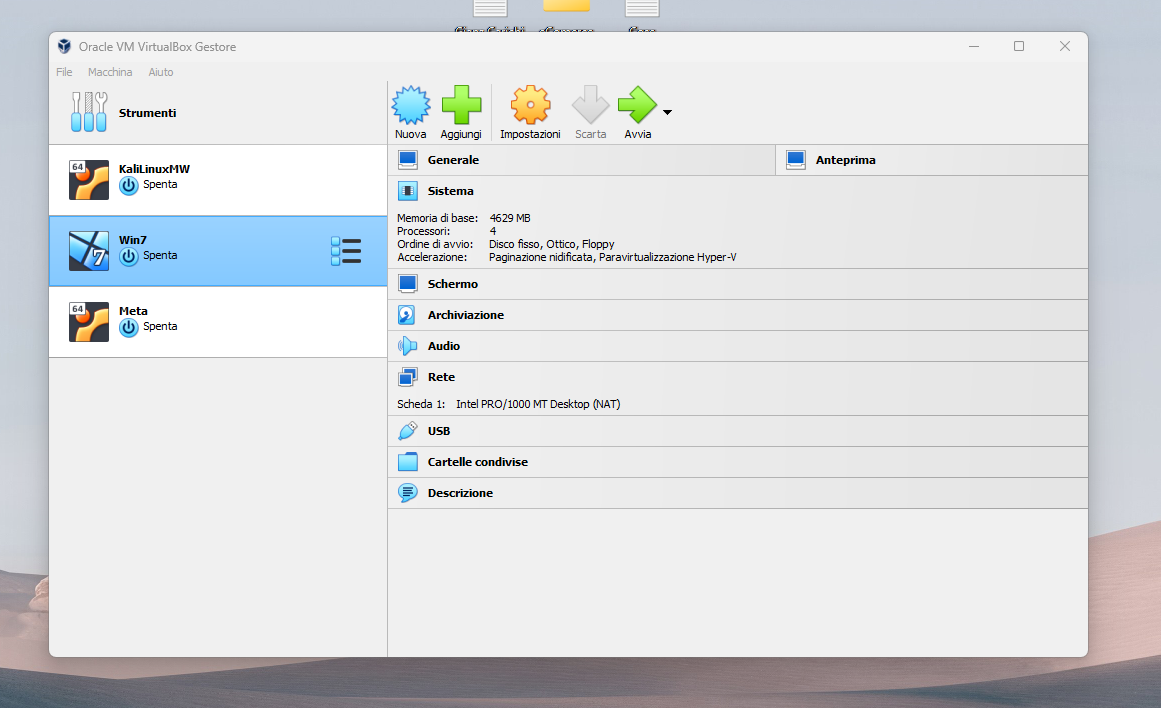 Oracle VM VirtualBox Gestore
File Macchina Aiuto
Strumenti
Nuova Aggiungi Impostazioni Scarta Avvia
64
KaliLinuxMW
Spenta
7
Win7
Spenta
64
Meta
Spenta
Generale
Anteprima
Sistema
Memoria di base: 4629 MB
Processori: 4
Ordine di avvio: Disco fisso, Ottico, Floppy
Accelerazione: Paginazione nidificata, Paravirtualizzazione Hyper-V
Schermo
Archiviazione
Audio
Rete
Scheda 1: Intel PRO/1000 MT Desktop (NAT)
USB
Cartelle condivise
Descrizione